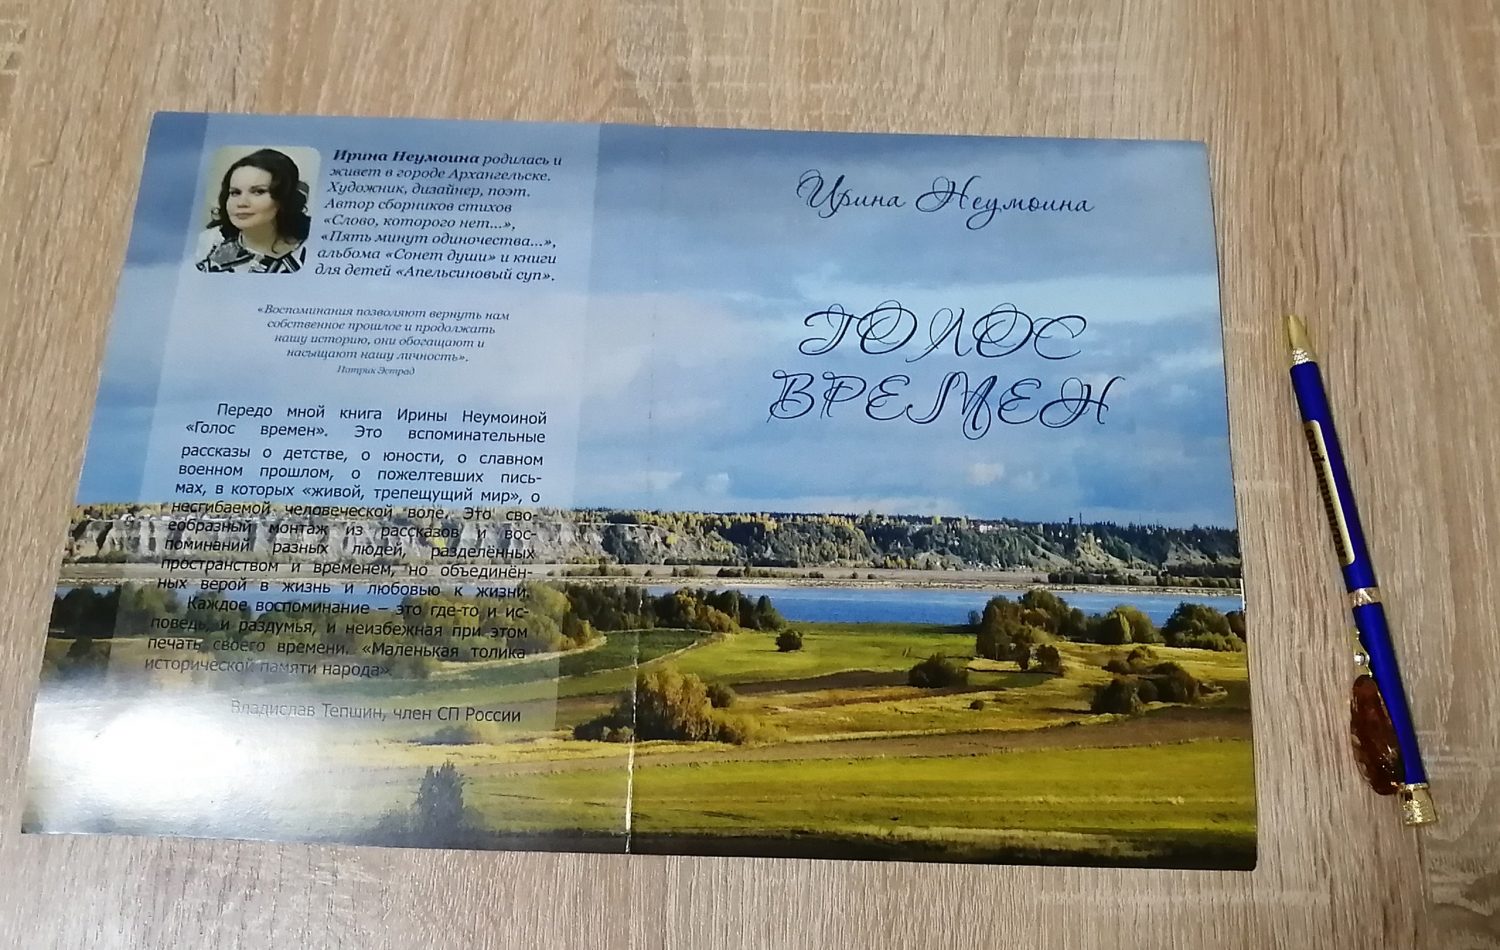 Ирина Неумоина родилась и
живет в городе Архангельске.
Художник, дизайнер, поэт.
Автор сборников стихов
«Слово, которого нет...»,
«Пять минут одиночества...»,
альбома «Сонет души» и книги
для детей «Апельсиновый суп».
«Воспоминания позволяют вернуть нам
собственное прошлое и продолжать
нашу историю, они обогащают и
насыщают нашу личность».
Патрик Эстрад
Передо мной книга Ирины Неумоиной
«Голос времен». Это вспоминательные
рассказы о детстве, о юности, о славном
военном прошлом, о пожелтевших пись-
мах, в которых «живой, трепещущий мир», о
несгибаемой человеческой воле. Это сво-
еобразный монтаж из рассказов и вос-
поминаний разных людей, разделённых
пространством и временем, но объединён-
ных верой в жизнь и любовью к жизни.
Каждое воспоминание – это где-то и ис-
поведь, и раздумья, и неизбежная при этом
печать своего времени. «Маленькая толика
исторической памяти народа»
Владислав Тепшин, член СП России
Ирина Неумоина
ГОЛОС
ВРЕМЕН